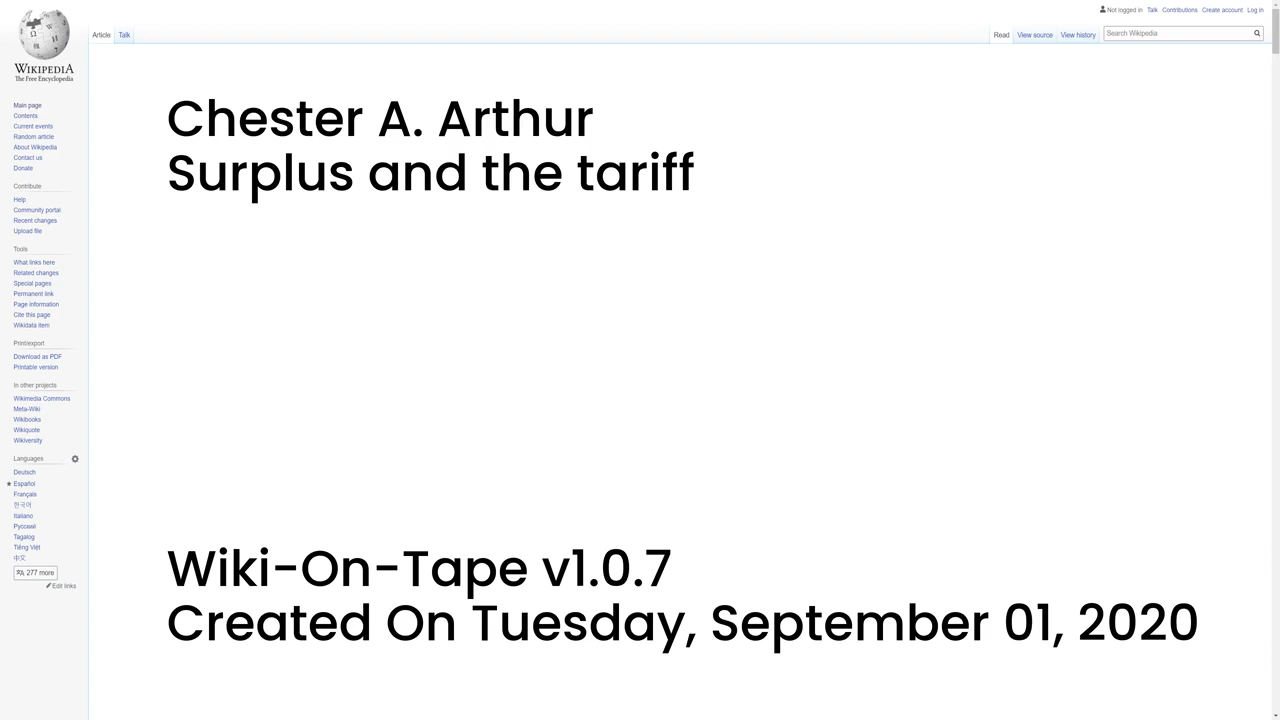 Not logged in Talk Contributions Create account Log in
WIKIPEDIA
The Free Encyclopedia
Article Talk
Read View source View history
Search Wikipedia
Main page
Contents
Current events
Random article
About Wikipedia
Contact us
Donate
Contribute
Help
Community portal
Recent changes
Upload file
Tools
What links here
Related changes
Special pages
Permanent link
Page information
Cite this page
Wikidata item
Print/export
Download as PDF
Printable version
In other projects
Wikimedia Commons
Meta-Wiki
Wikibooks
Wikiquote
Wikiversity
Languages
Deutsch
Español
Français
한국어
Italiano
Русский
Tagalog
Tiếng Việt
中文
277 more
Edit links
Chester A. Arthur
Surplus and the tariff
Wiki-On-Tape v1.0.7
Created On Tuesday, September 01, 2020